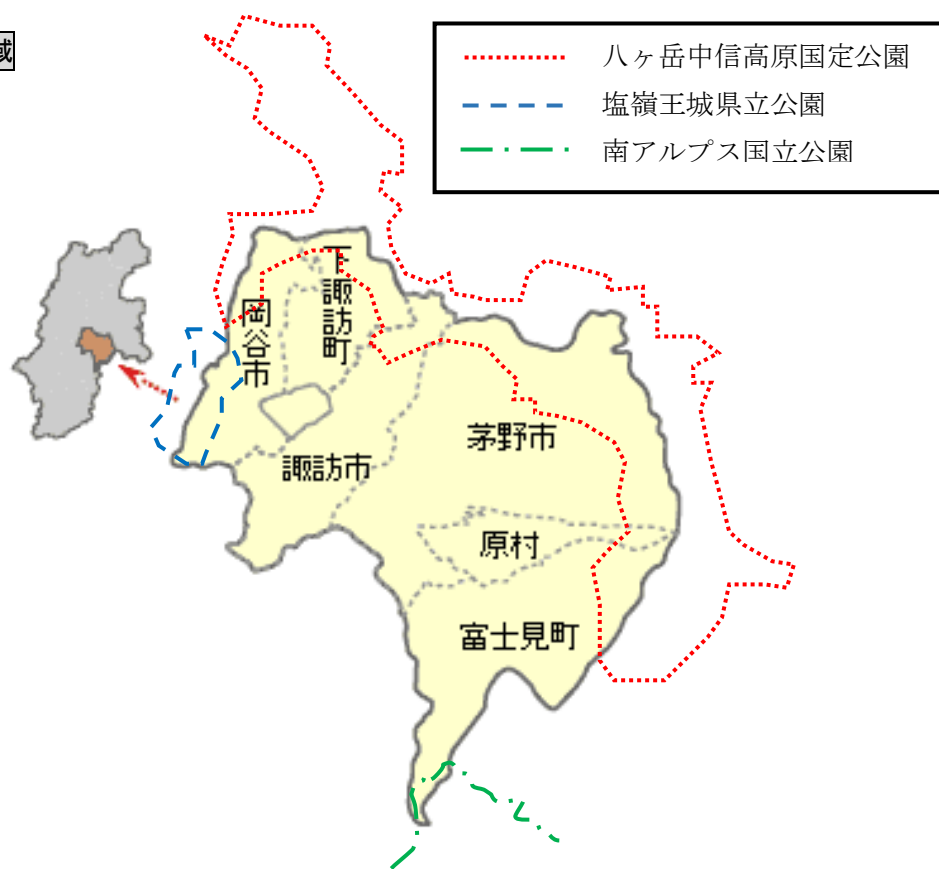 域
八ヶ岳中信高原国定公園
塩嶺王城県立公園
南アルプス国立公園
下諏訪町
岡谷市
茅野市
諏訪市
原村
富士見町